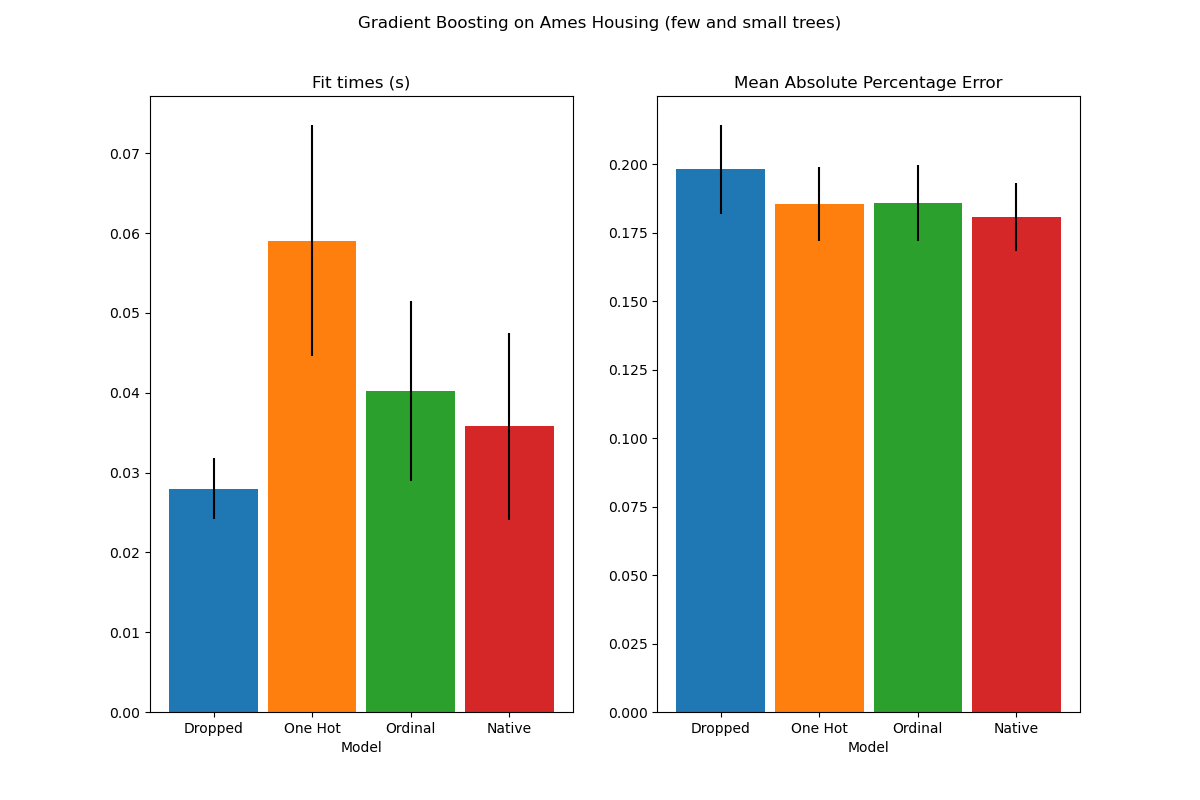 Gradient Boosting on Ames Housing (few and small trees)
Fit times (s)
0.07
0.06
0.05
0.04
0.03
0.02
0.01
0.00
Dropped One Hot Ordinal Native
Model
Mean Absolute Percentage Error
0.200
0.175
0.150
0.125
0.100
0.075
0.050
0.025
0.000
Dropped One Hot Ordinal Native
Model